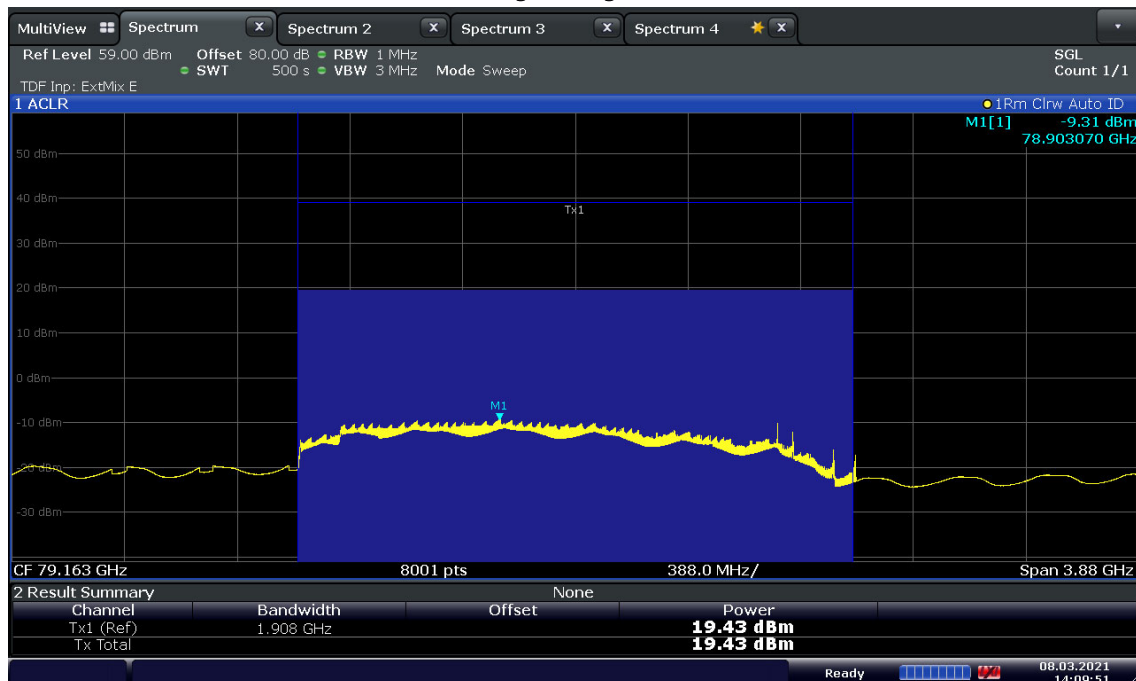 MultiView Spectrum X Spectrum 2 X Spectrum 3 X Spectrum 4 X
Ref Level 59.00 dBm Offset 80.00 dB RBW 1 MHz SGL
SWT 500 s VBW 3 MHz Mode Sweep Count 1/1
TDF Inp: ExtMix E
1 ACLR 1Rm Clrw Auto ID
M1[1] -9.31 dBm
78.903070 GHz
50 dBm
40 dBm
Tx1
30 dBm
20 dBm
10 dBm
0 dBm
M1
-10 dBm
-20 dBm
-30 dBm
CF 79.163 GHz 8001 pts 388.0 MHz/ Span 3.88 GHz
2 Result Summary None
Channel Bandwidth Offset Power
Tx1 (Ref) 1.908 GHz 19.43 dBm
Tx Total 19.43 dBm
Ready 08.03.2021
14:09:51